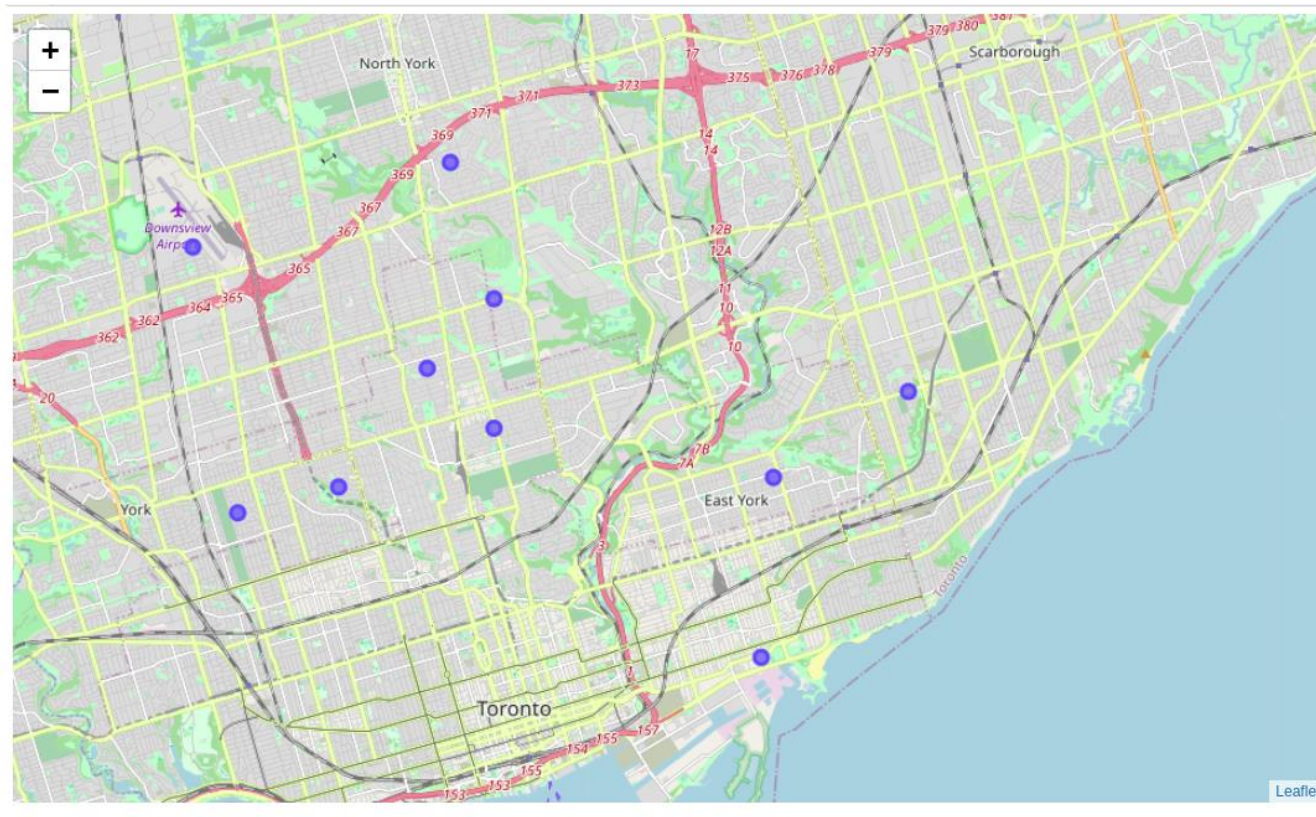 +
−
North York
Scarborough
381
380
379
379
378
376
375
17
373
371
371
369
14
14
369
367
367
Downsview
Airpo
12B
12A
365
11
365
364
10
362
362
10
20
7B
7A
York
East York
3
Toronto
1
Toronto
157
155
154
155
153
153
Leafle